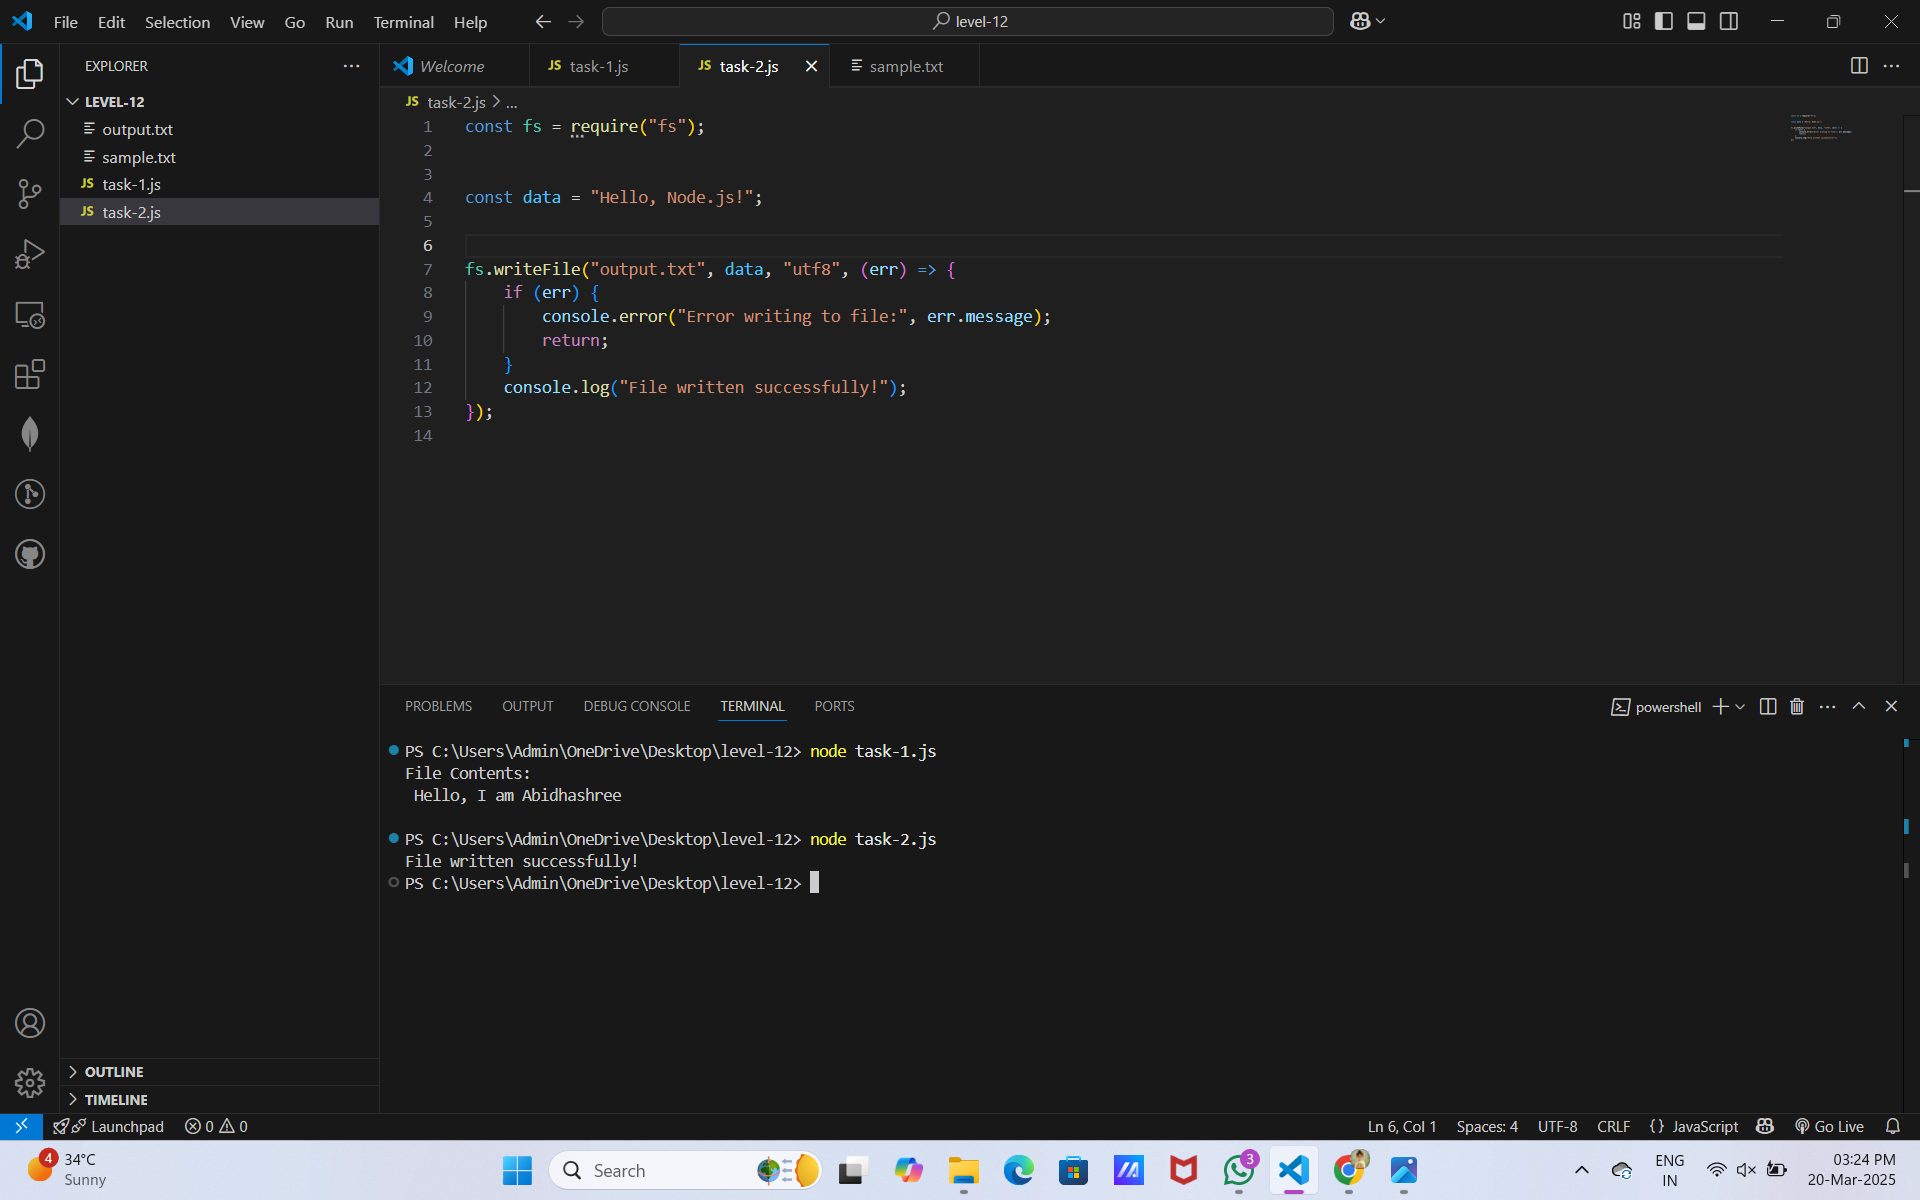 File Edit Selection View Go Run Terminal Help
level-12
EXPLORER
LEVEL-12
output.txt
sample.txt
JS task-1.js
JS task-2.js
Welcome
JS task-1.js
JS task-2.js
sample.txt
JS task-2.js > ...
1 const fs = require("fs");
2
3
4 const data = "Hello, Node.js!";
5
6
7 fs.writeFile("output.txt", data, "utf8", (err) => {
8 if (err) {
9 console.error("Error writing to file:", err.message);
10 return;
11 }
12 console.log("File written successfully!");
13 });
14
PROBLEMS OUTPUT DEBUG CONSOLE TERMINAL PORTS
powershell
PS C:\Users\Admin\OneDrive\Desktop\level-12> node task-1.js
File Contents:
Hello, I am Abidhashree
PS C:\Users\Admin\OneDrive\Desktop\level-12> node task-2.js
File written successfully!
PS C:\Users\Admin\OneDrive\Desktop\level-12>
OUTLINE
TIMELINE
Launchpad 0 0
Ln 6, Col 1 Spaces: 4 UTF-8 CRLF {} JavaScript Go Live
4
34°C
Sunny
Search
3
ENG
IN
03:24 PM
20-Mar-2025